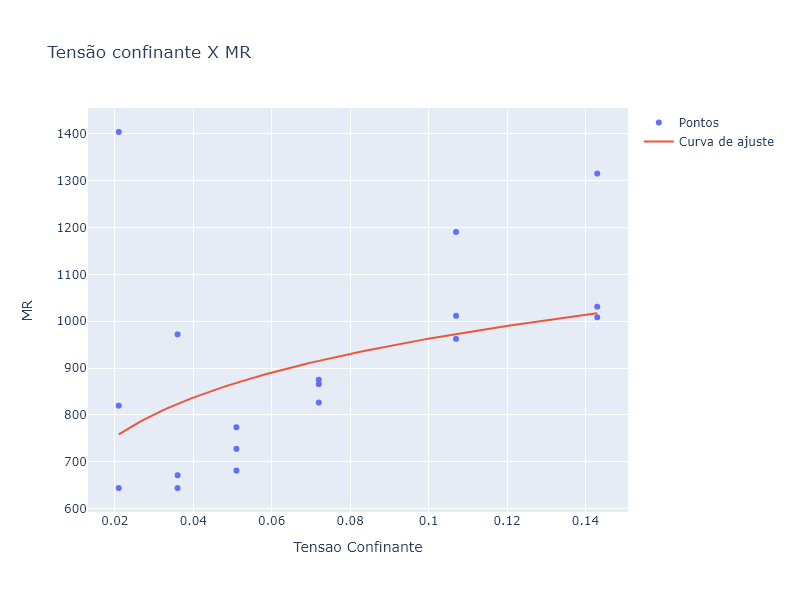 Tensão confinante X MR
Pontos
Curva de ajuste
1400
1300
1200
1100
1000
900
800
700
600
MR
0.02 0.04 0.06 0.08 0.1 0.12 0.14
Tensao Confinante